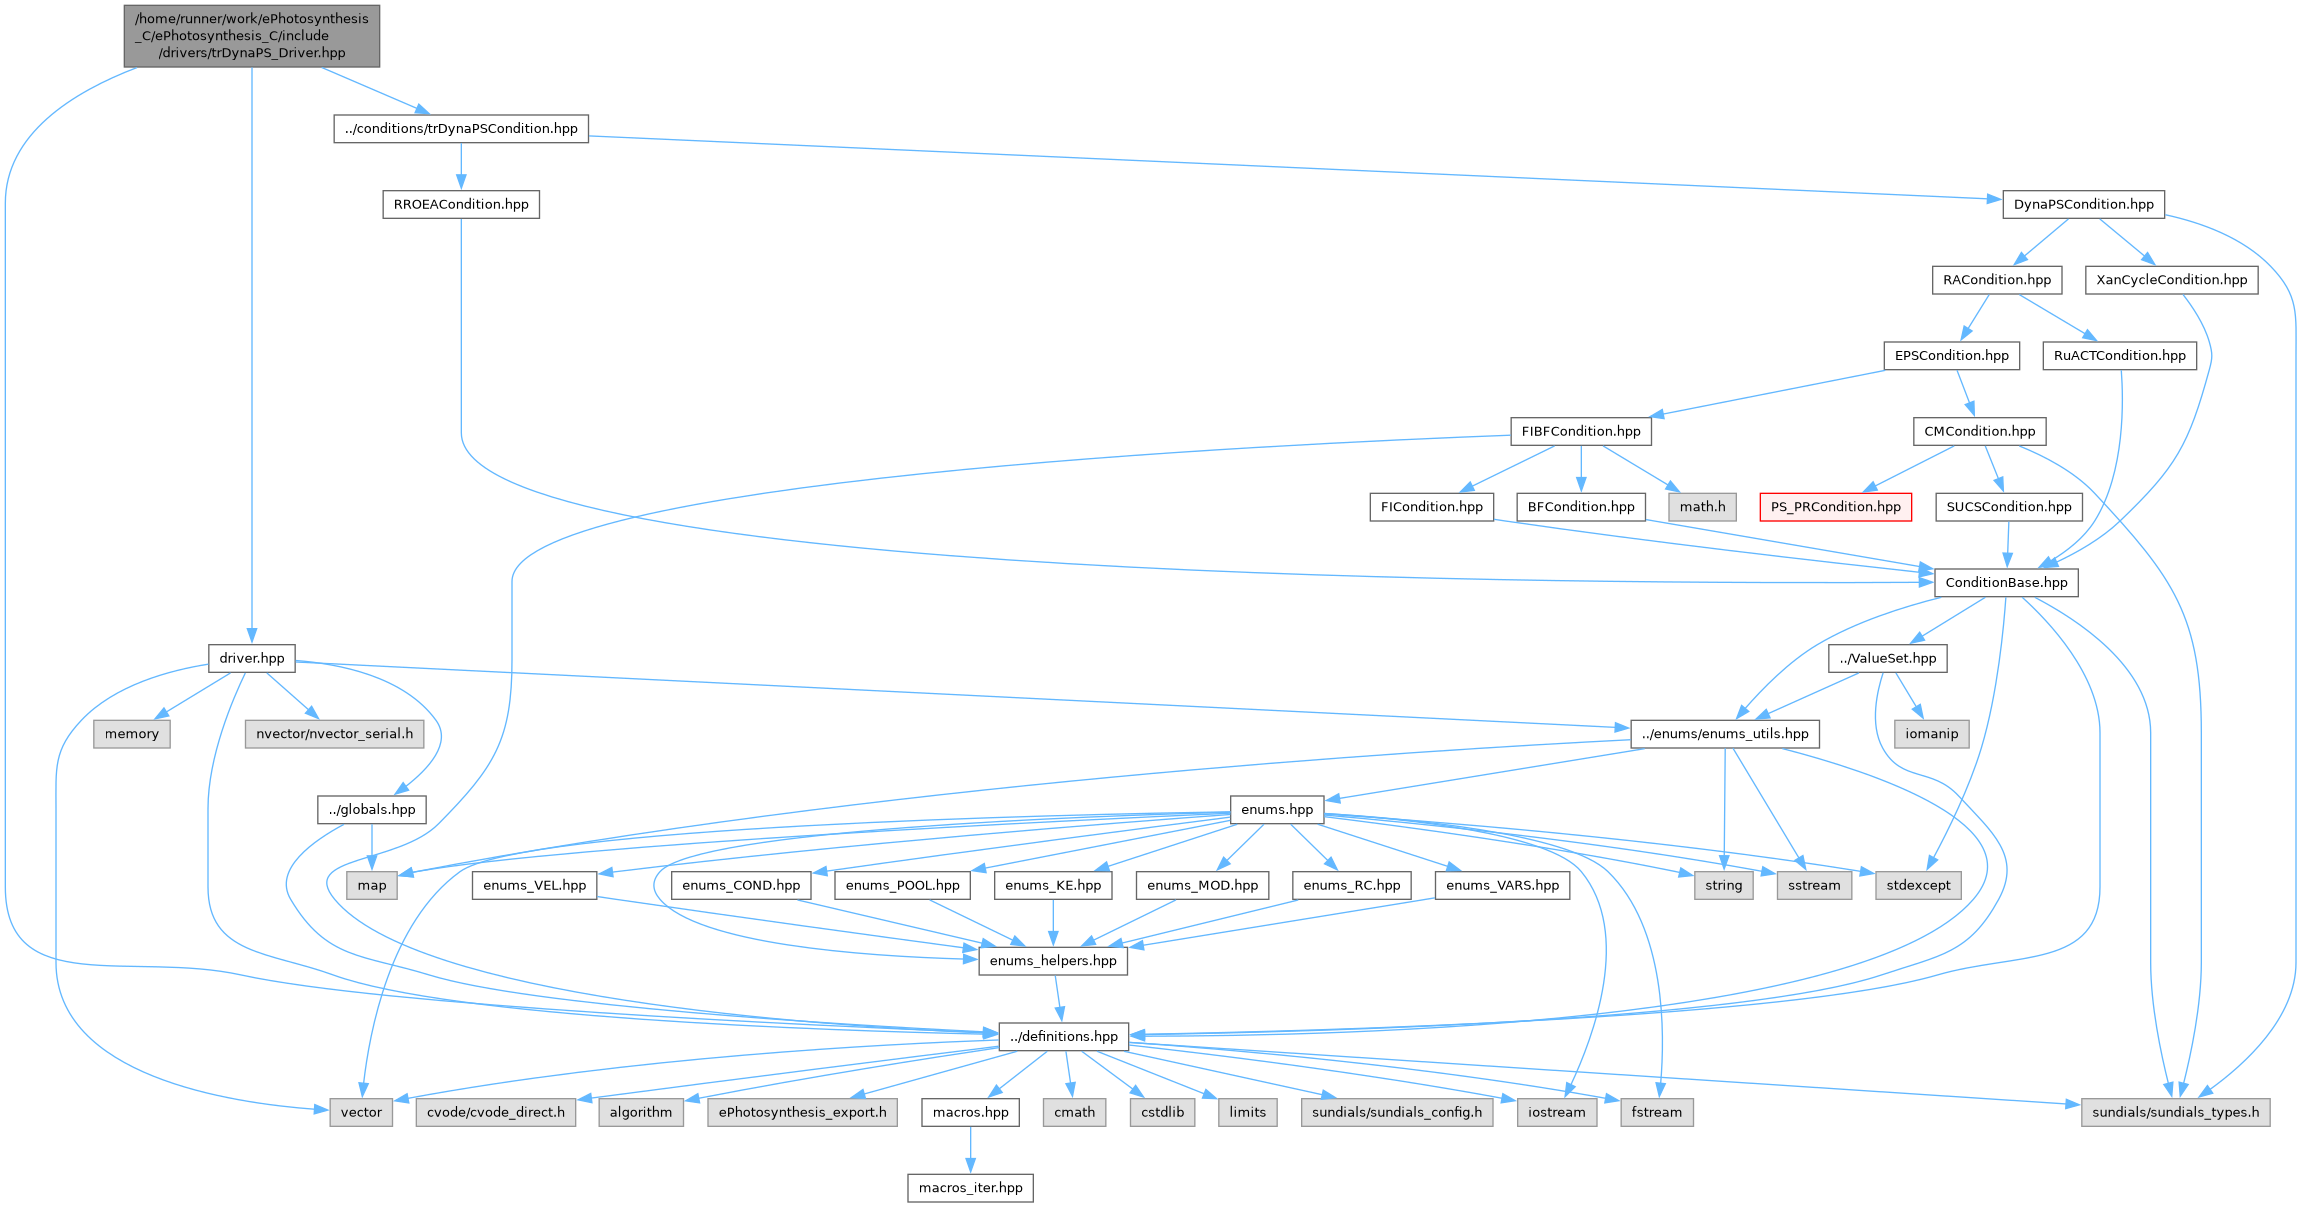 /home/runner/work/ePhotosynthesis
_C/ePhotosynthesis_C/include
/drivers/trDynaPS_Driver.hpp
../conditions/trDynaPSCondition.hpp
RROEACondition.hpp
DynaPSCondition.hpp
RACondition.hpp
XanCycleCondition.hpp
EPSCondition.hpp
RuACTCondition.hpp
FIBFCondition.hpp
CMCondition.hpp
FICondition.hpp
BFCondition.hpp
math.h
PS_PRCondition.hpp
SUCSCondition.hpp
ConditionBase.hpp
driver.hpp
../ValueSet.hpp
memory
nvector/nvector_serial.h
../enums/enums_utils.hpp
iomanip
../globals.hpp
enums.hpp
map
enums_VEL.hpp
enums_COND.hpp
enums_POOL.hpp
enums_KE.hpp
enums_MOD.hpp
enums_RC.hpp
enums_VARS.hpp
string
sstream
stdexcept
enums_helpers.hpp
../definitions.hpp
vector
cvode/cvode_direct.h
algorithm
ePhotosynthesis_export.h
macros.hpp
cmath
cstdlib
limits
sundials/sundials_config.h
iostream
fstream
sundials/sundials_types.h
macros_iter.hpp